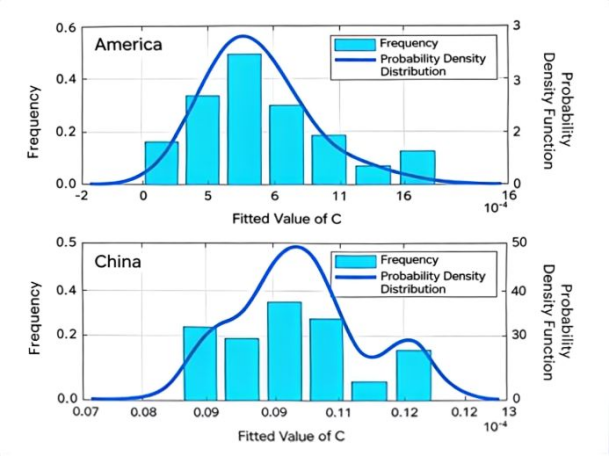 America
0.6
0.4
0.2
0.0
Frequency
Frequency
Probability Density
Distribution
3
3
2
0
Probability
Density Function
-2 0 5 6 11 16 16
10⁻⁴
Fitted Value of C
China
0.5
0.4
0.2
0.0
Frequency
Frequency
Probability Density
Distribution
50
40
30
0
Probability
Density Function
0.07 0.08 0.09 0.09 0.11 0.12 0.12 13
10⁻⁴
Fitted Value of C